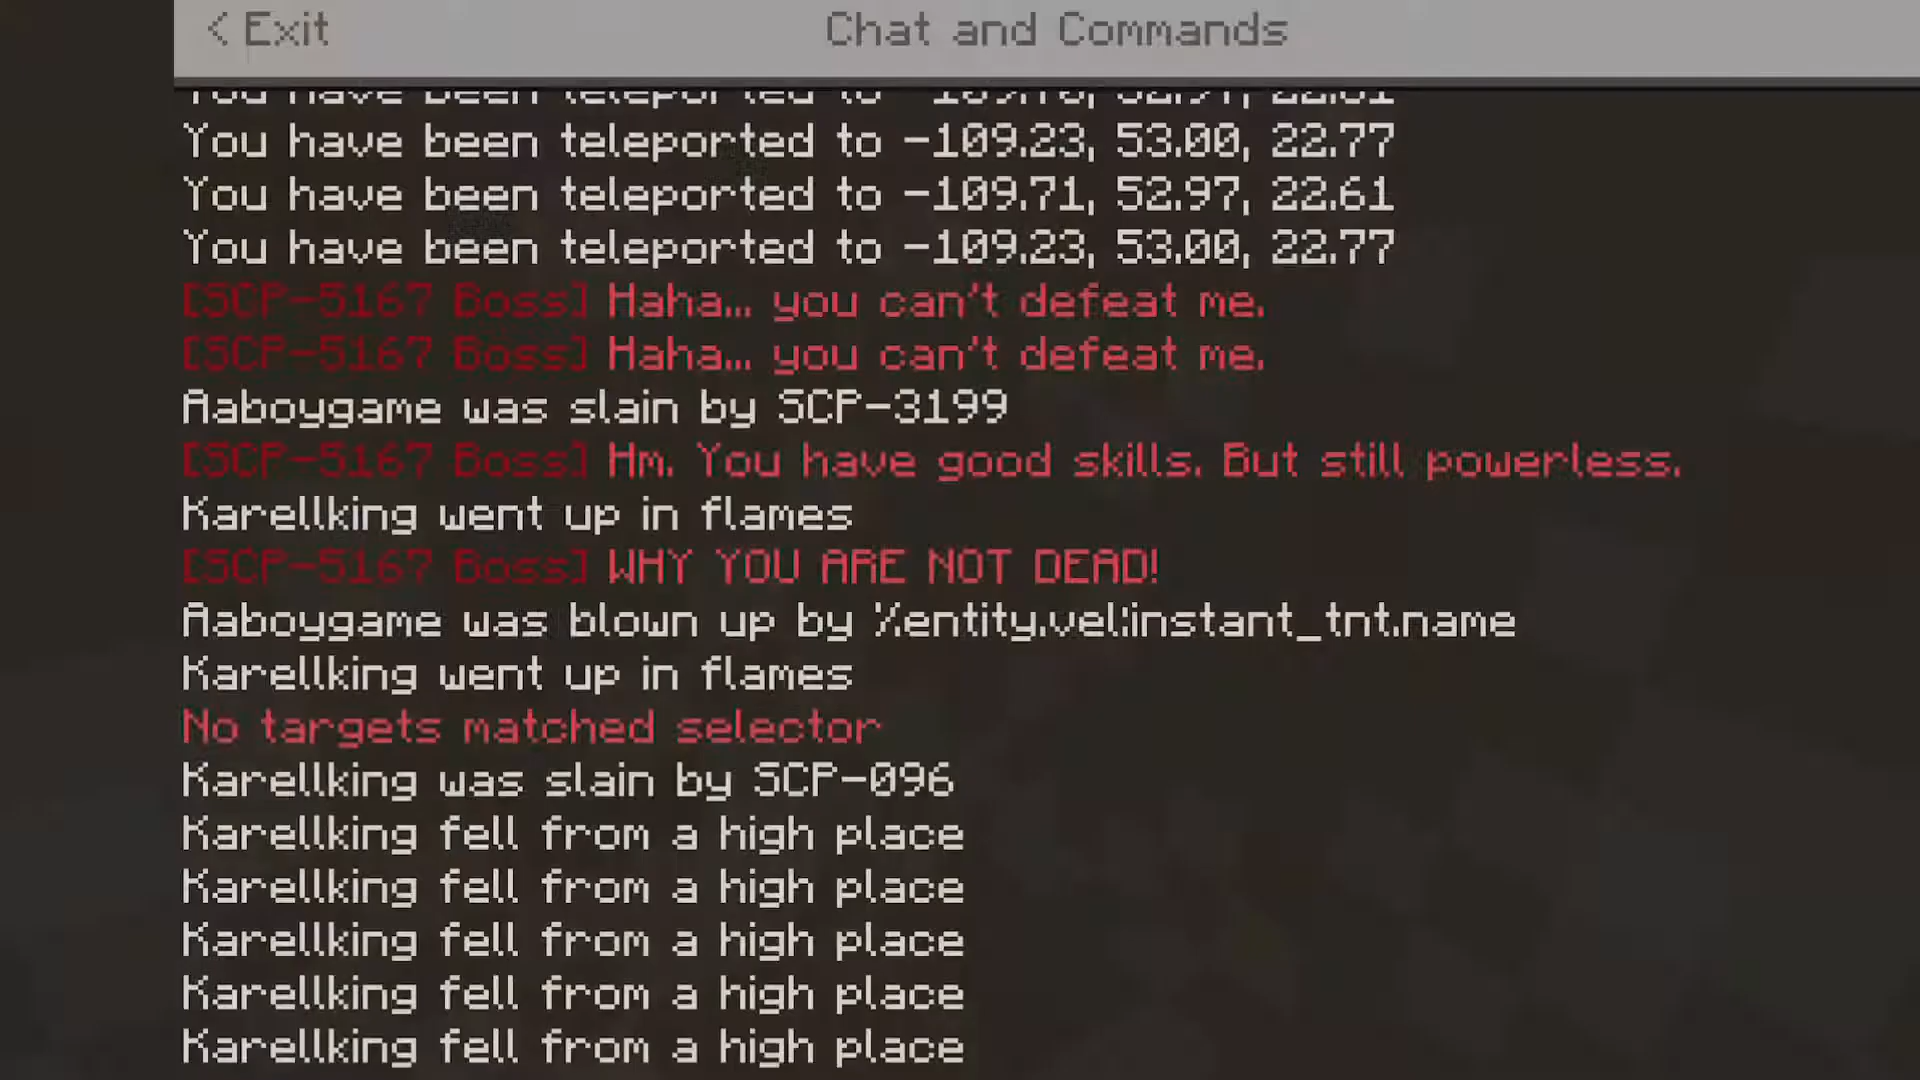 < Exit
Chat and Commands
You have been teleported to
You have been teleported to -109.23, 53.00, 22.77
You have been teleported to -109.71, 52.97, 22.61
You have been teleported to -109.23, 53.00, 22.77
[SCP-5167 Boss] Haha... you can't defeat me.
[SCP-5167 Boss] Haha... you can't defeat me.
Aaboygame was slain by SCP-3199
[SCP-5167 Boss] Hm. You have good skills. But still powerless.
Karellking went up in flames
[SCP-5167 Boss] WHY YOU ARE NOT DEAD!
Aaboygame was blown up by %entity.vel:instant_tnt.name
Karellking went up in flames
No targets matched selector
Karellking was slain by SCP-096
Karellking fell from a high place
Karellking fell from a high place
Karellking fell from a high place
Karellking fell from a high place
Karellking fell from a high place